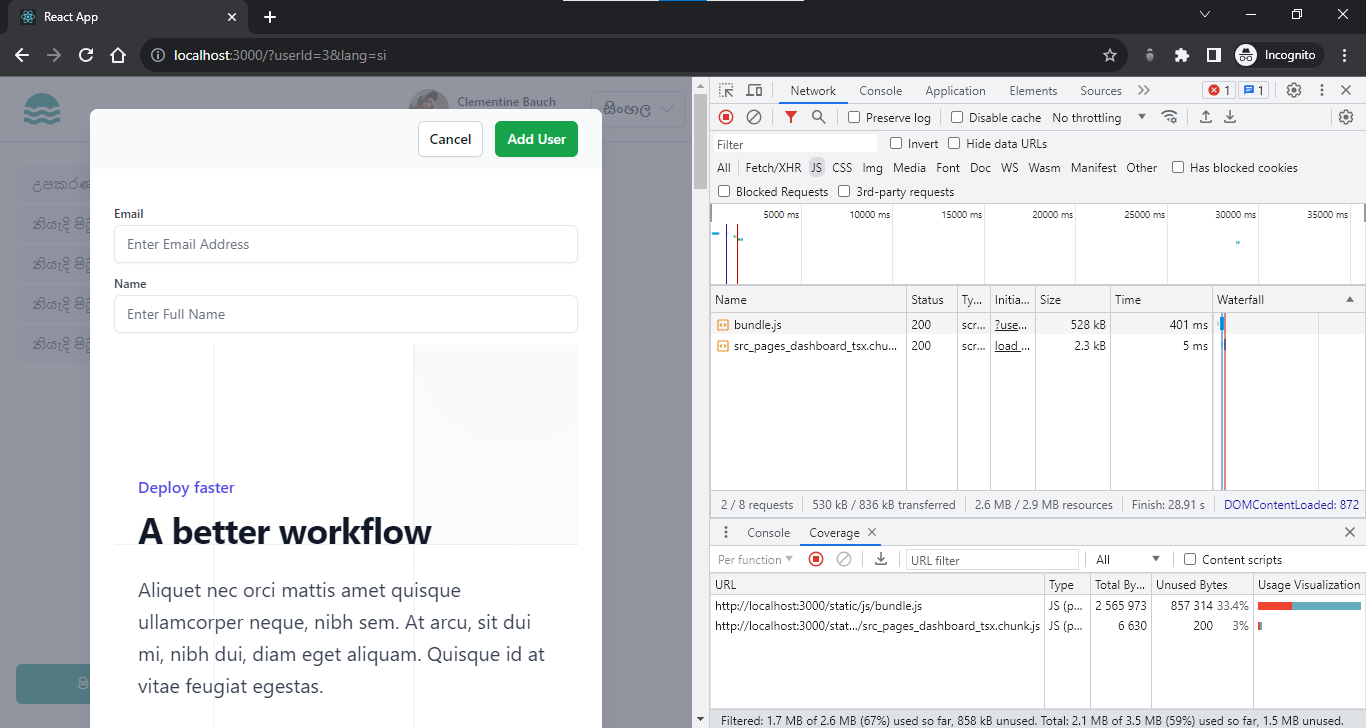 React App
localhost:3000/?userId=3&lang=si
Incognito
Clementine Bauch
සිංහල
Cancel
Add User
උපකරණ
Email
Enter Email Address
Name
Enter Full Name
Deploy faster
A better workflow
Aliquet nec orci mattis amet quisque
ullamcorper neque, nibh sem. At arcu, sit dui
mi, nibh dui, diam eget aliquam. Quisque id at
vitae feugiat egestas.
Network Console Application Elements Sources 1 1
Preserve log Disable cache No throttling
Filter Invert Hide data URLs
All Fetch/XHR JS CSS Img Media Font Doc WS Wasm Manifest Other Has blocked cookies
Blocked Requests 3rd-party requests
5000 ms 10000 ms 15000 ms 20000 ms 25000 ms 30000 ms 35000 ms
Name Status Ty... Initia... Size Time Waterfall
bundle.js 200 scr... ?use... 528 kB 401 ms
src_pages_dashboard_tsx.chu... 200 scr... load ... 2.3 kB 5 ms
2 / 8 requests 530 kB / 836 kB transferred 2.6 MB / 2.9 MB resources Finish: 28.91 s DOMContentLoaded: 872
Console Coverage
Per function URL filter All Content scripts
URL Type Total By... Unused Bytes Usage Visualization
http://localhost:3000/static/js/bundle.js JS (p... 2 565 973 857 314 33.4%
http://localhost:3000/stat.../src_pages_dashboard_tsx.chunk.js JS (p... 6 630 200 3%
Filtered: 1.7 MB of 2.6 MB (67%) used so far, 858 kB unused. Total: 2.1 MB of 3.5 MB (59%) used so far, 1.5 MB unused.